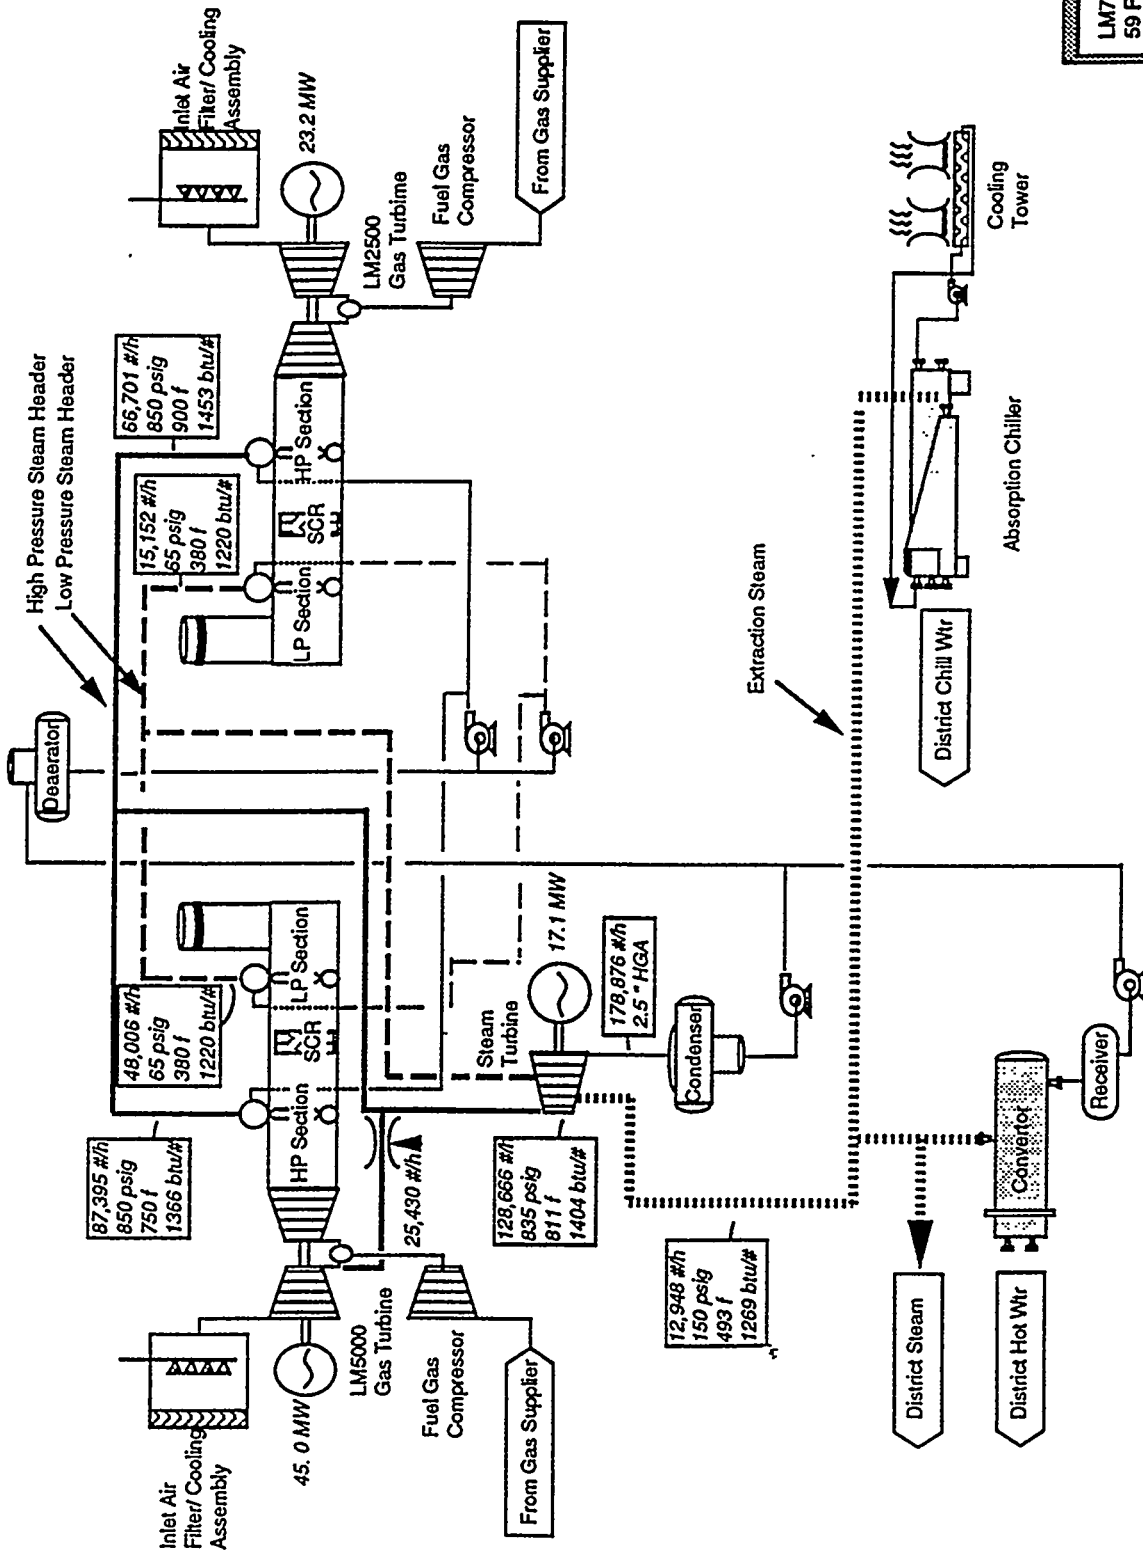 LM7
59 F
Inlet Air
Filter/ Cooling
Assembly
23.2 MW
LM2500
Gas Turbine
Fuel Gas
Compressor
From Gas Supplier
High Pressure Steam Header
Low Pressure Steam Header
66,701 #/h
850 psig
900 f
1453 btu/#
15,152 #/h
65 psig
380 f
1220 btu/#
HP Section
SCR
LP Section
Deaerator
48,006 #/h
65 psig
380 f
1220 btu/#
87,395 #/h
850 psig
750 f
1366 btu/#
LP Section
SCR
HP Section
25,430 #/h
Inlet Air
Filter/ Cooling
Assembly
45. 0 MW
LM5000
Gas Turbine
Fuel Gas
Compressor
From Gas Supplier
Steam
Turbine
17.1 MW
128,666 #/h
835 psig
811 f
1404 btu/#
178,876 #/h
2.5 " HGA
Condenser
12,948 #/h
150 psig
493 f
1269 btu/#
Extraction Steam
Cooling
Tower
Absorption Chiller
District Chill Wtr
District Steam
District Hot Wtr
Convertor
Receiver